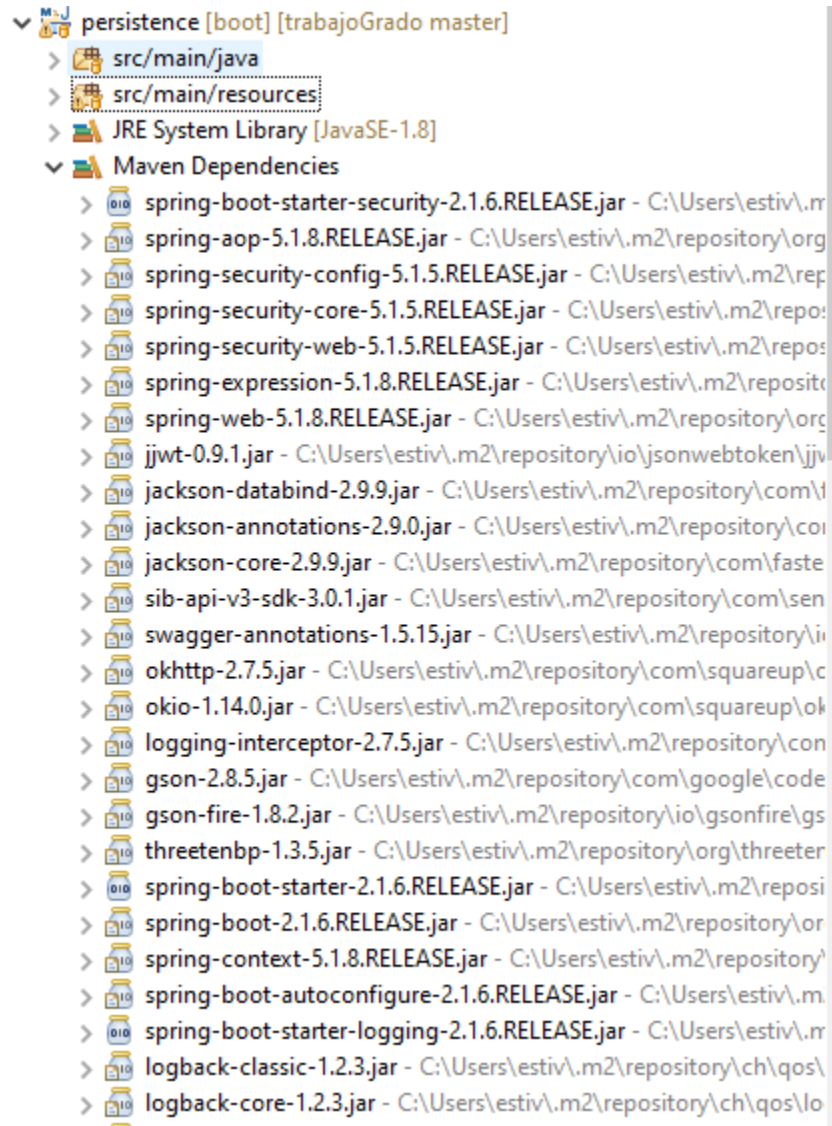 persistence [boot] [trabajoGrado master]
src/main/java
src/main/resources
JRE System Library [JavaSE-1.8]
Maven Dependencies
spring-boot-starter-security-2.1.6.RELEASE.jar - C:\Users\estiv\.m
spring-aop-5.1.8.RELEASE.jar - C:\Users\estiv\.m2\repository\org
spring-security-config-5.1.5.RELEASE.jar - C:\Users\estiv\.m2\rep
spring-security-core-5.1.5.RELEASE.jar - C:\Users\estiv\.m2\repos
spring-security-web-5.1.5.RELEASE.jar - C:\Users\estiv\.m2\repos
spring-expression-5.1.8.RELEASE.jar - C:\Users\estiv\.m2\reposito
spring-web-5.1.8.RELEASE.jar - C:\Users\estiv\.m2\repository\org
jjwt-0.9.1.jar - C:\Users\estiv\.m2\repository\io\jsonwebtoken\jjw
jackson-databind-2.9.9.jar - C:\Users\estiv\.m2\repository\com\f
jackson-annotations-2.9.0.jar - C:\Users\estiv\.m2\repository\com
jackson-core-2.9.9.jar - C:\Users\estiv\.m2\repository\com\faste
sib-api-v3-sdk-3.0.1.jar - C:\Users\estiv\.m2\repository\com\sen
swagger-annotations-1.5.15.jar - C:\Users\estiv\.m2\repository\i
okhttp-2.7.5.jar - C:\Users\estiv\.m2\repository\com\squareup\o
okio-1.14.0.jar - C:\Users\estiv\.m2\repository\com\squareup\ok
logging-interceptor-2.7.5.jar - C:\Users\estiv\.m2\repository\com
gson-2.8.5.jar - C:\Users\estiv\.m2\repository\com\google\code
gson-fire-1.8.2.jar - C:\Users\estiv\.m2\repository\io\gsonfire\gs
threetenbp-1.3.5.jar - C:\Users\estiv\.m2\repository\org\threeten
spring-boot-starter-2.1.6.RELEASE.jar - C:\Users\estiv\.m2\reposi
spring-boot-2.1.6.RELEASE.jar - C:\Users\estiv\.m2\repository\or
spring-context-5.1.8.RELEASE.jar - C:\Users\estiv\.m2\repository\
spring-boot-autoconfigure-2.1.6.RELEASE.jar - C:\Users\estiv\.m
spring-boot-starter-logging-2.1.6.RELEASE.jar - C:\Users\estiv\.m
logback-classic-1.2.3.jar - C:\Users\estiv\.m2\repository\ch\qos\
logback-core-1.2.3.jar - C:\Users\estiv\.m2\repository\ch\qos\lo